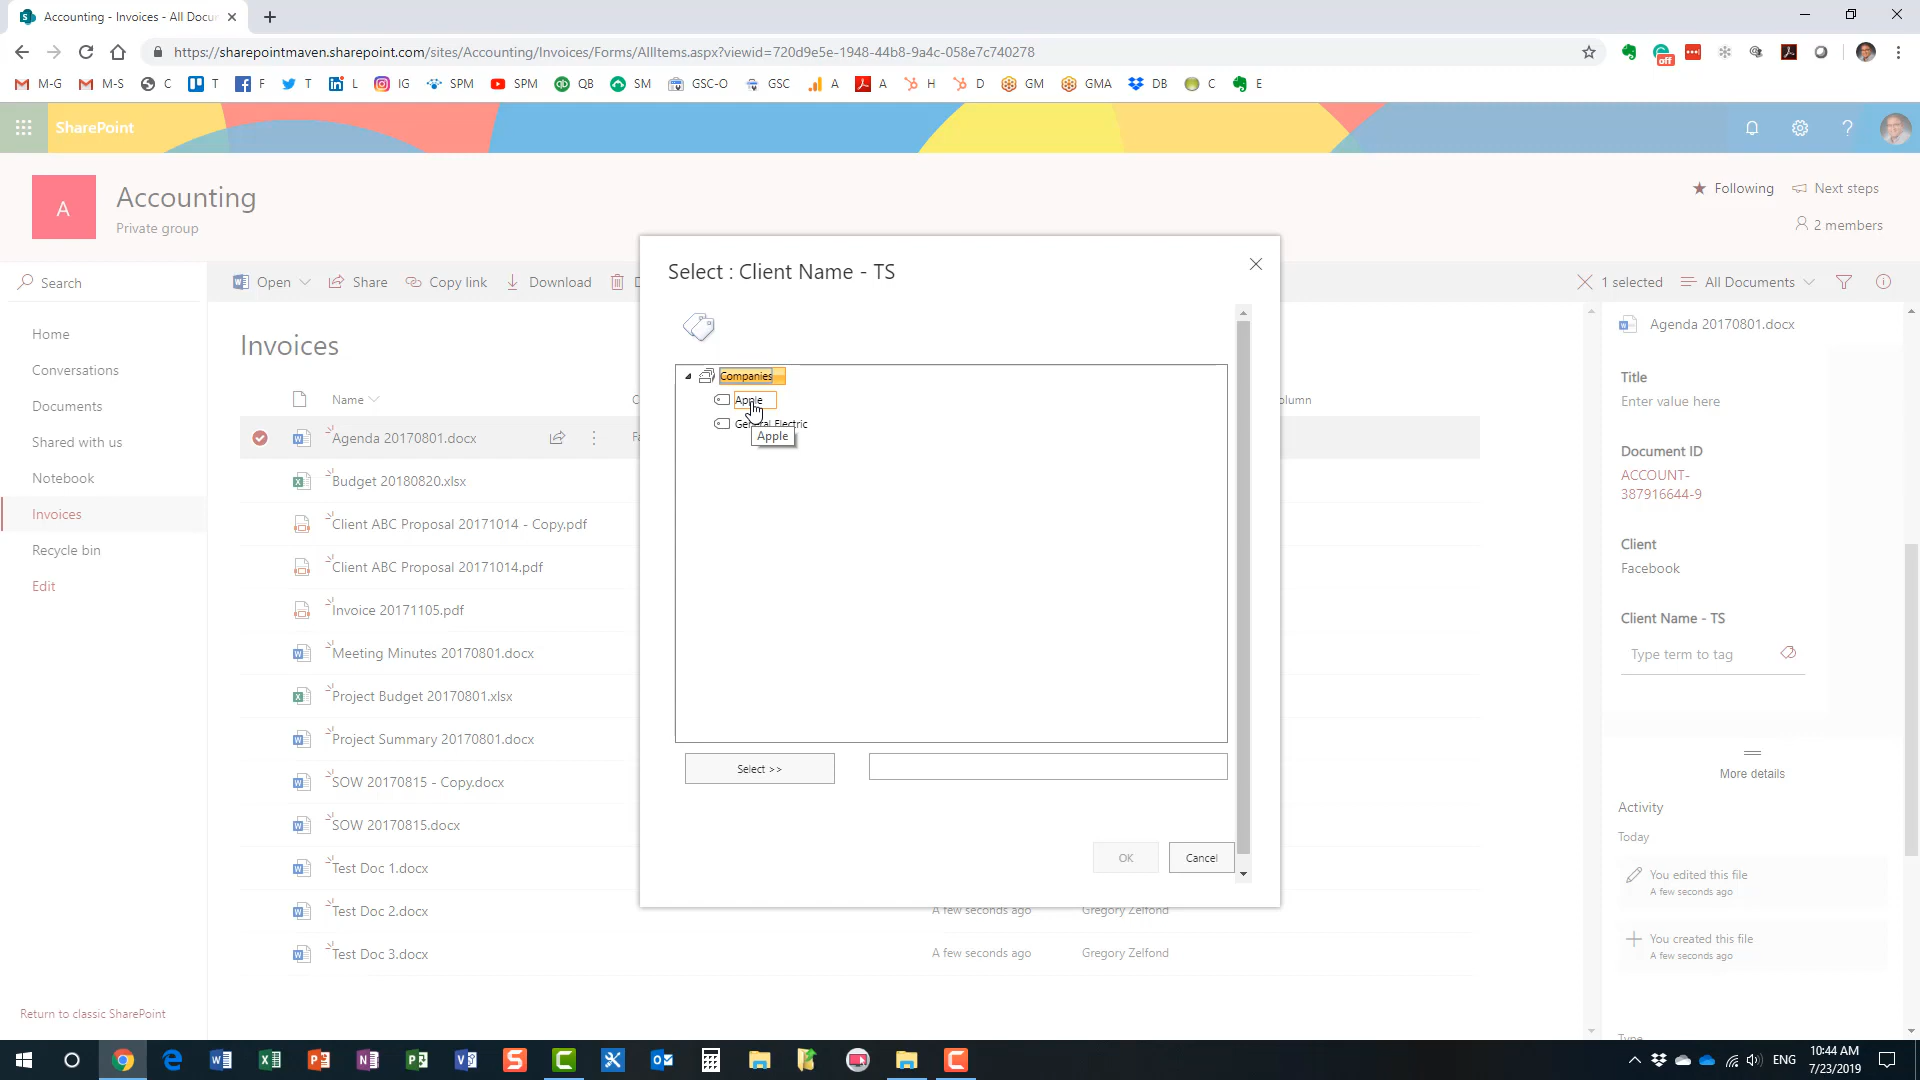 Accounting - Invoices - All Docu
https://sharepointmaven.sharepoint.com/sites/Accounting/Invoices/Forms/AllItems.aspx?viewid=720d9e5e-1948-44b8-9a4c-058e7c740278
off
M-G M-S C T F T L IG SPM SPM QB SM GSC-O GSC A A H D GM GMA DB C E
SharePoint
A
Accounting
Private group
Following Next steps
2 members
Search
Open Share Copy link Download D
1 selected All Documents
Home
Conversations
Documents
Shared with us
Notebook
Invoices
Recycle bin
Edit
Return to classic SharePoint
Invoices
Name
Agenda 20170801.docx
Budget 20180820.xlsx
Client ABC Proposal 20171014 - Copy.pdf
Client ABC Proposal 20171014.pdf
Invoice 20171105.pdf
Meeting Minutes 20170801.docx
Project Budget 20170801.xlsx
Project Summary 20170801.docx
SOW 20170815 - Copy.docx
SOW 20170815.docx
Test Doc 1.docx
Test Doc 2.docx A few seconds ago Gregory Zelfond
Test Doc 3.docx A few seconds ago Gregory Zelfond
Select : Client Name - TS
Companies
Apple
General Electric
Apple
Select >>
OK Cancel
Agenda 20170801.docx
Title
Enter value here
Document ID
ACCOUNT-
387916644-9
Client
Facebook
Client Name - TS
Type term to tag
More details
Activity
Today
You edited this file
A few seconds ago
You created this file
A few seconds ago
ENG
10:44 AM
7/23/2019